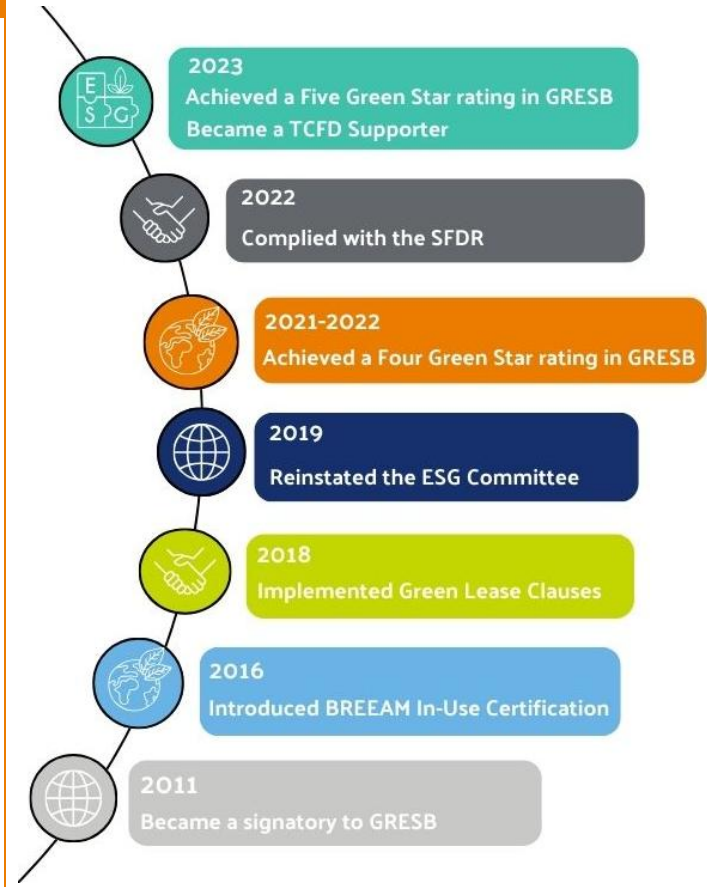 E
S G
2023
Achieved a Five Green Star rating in GRESB
Became a TCFD Supporter
2022
Complied with the SFDR
2021-2022
Achieved a Four Green Star rating in GRESB
2019
Reinstated the ESG Committee
2018
Implemented Green Lease Clauses
2016
Introduced BREEAM In-Use Certification
2011
Became a signatory to GRESB